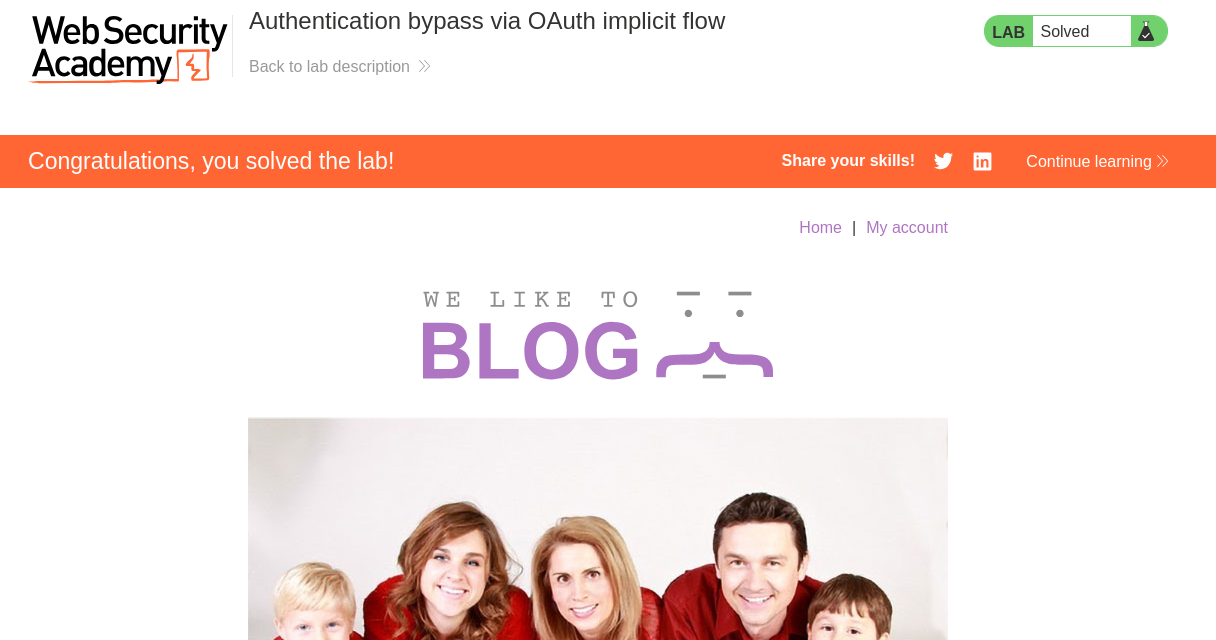 Web Security
Academy
Authentication bypass via OAuth implicit flow
Back to lab description
LAB Solved
Congratulations, you solved the lab!
Share your skills!
Continue learning
Home | My account
WE LIKE TO
BLOG